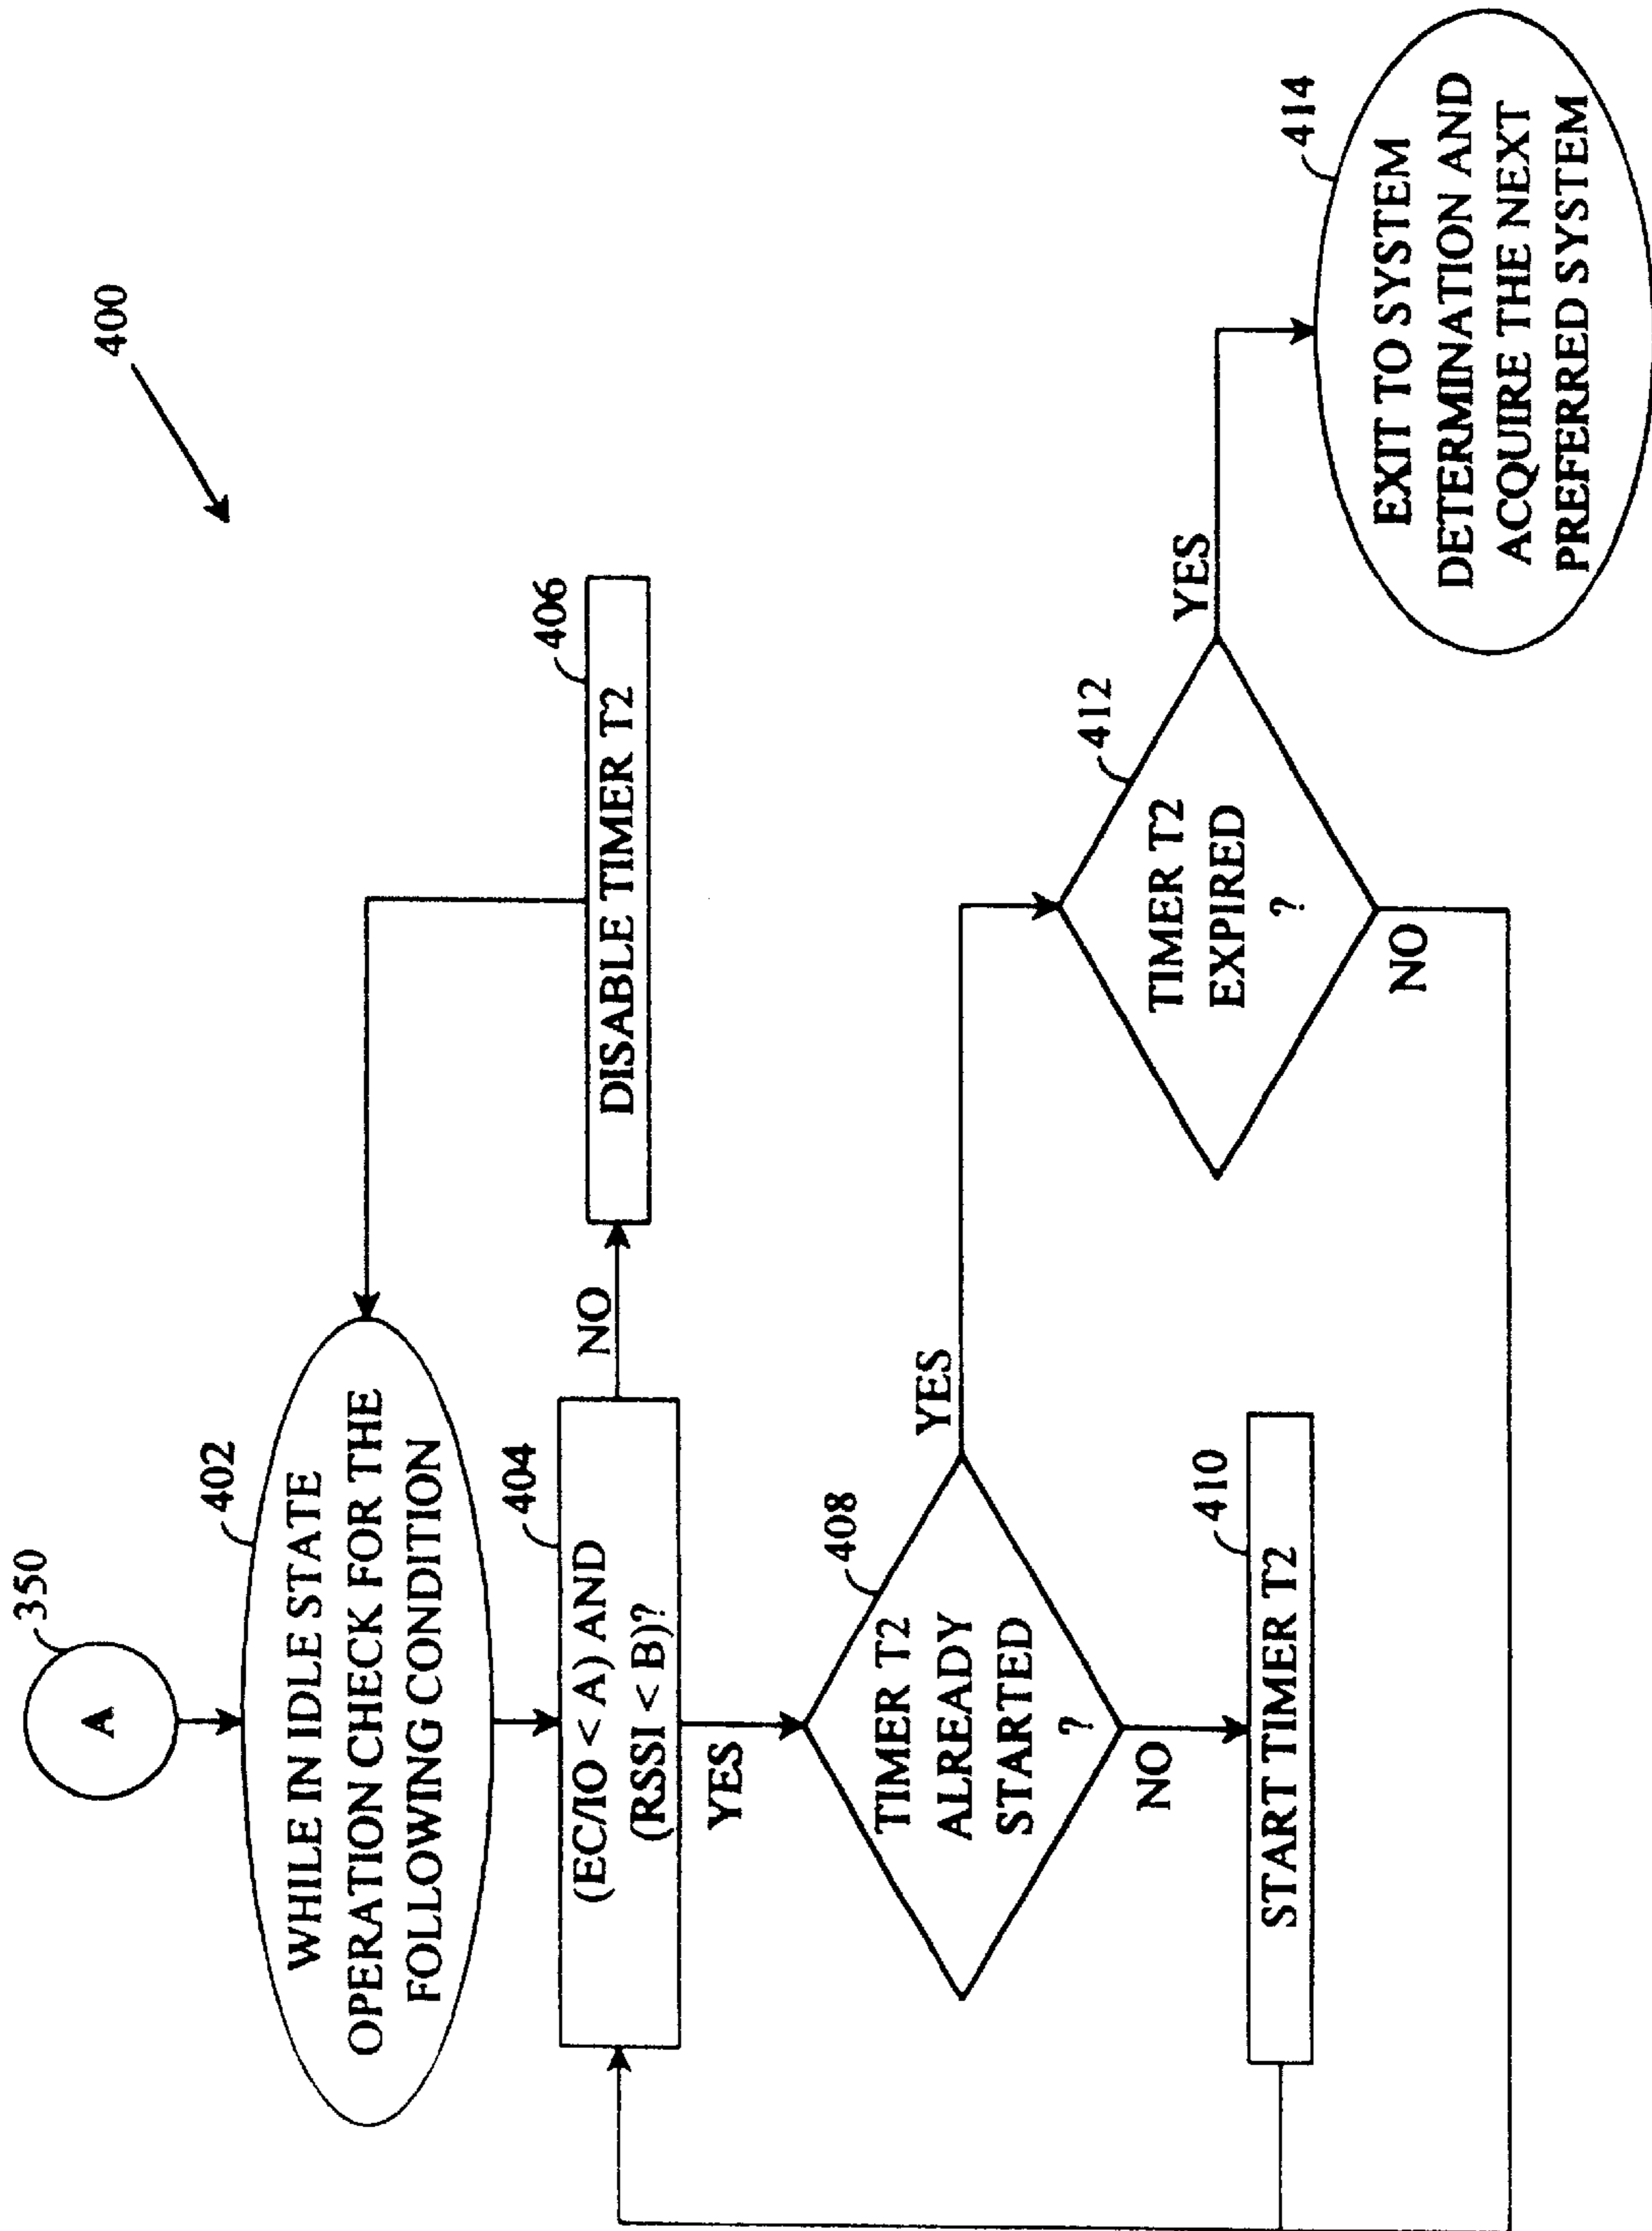 400
350
A
402
WHILE IN IDLE STATE
OPERATION CHECK FOR THE
FOLLOWING CONDITION
404
(EC/IO < A) AND
(RSSI < B)?
NO
406
DISABLE TIMER T2
YES
408
TIMER T2
ALREADY
STARTED
?
YES
NO
410
START TIMER T2
412
TIMER T2
EXPIRED
?
YES
NO
414
EXIT TO SYSTEM
DETERMINATION AND
ACQUIRE THE NEXT
PREFERRED SYSTEM